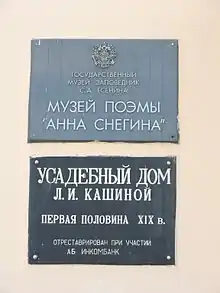 ГОСУДАРСТВЕННЫЙ
МУЗЕЙ ЗАПОВЕДНИК
С.А. ЕСЕНИНА
МУЗЕЙ ПОЭМЫ
"АННА СНЕГИНА"
УСАДЕБНЫЙ ДОМ
Л.И. КАШИНОЙ
ПЕРВАЯ ПОЛОВИНА XIX в.
ОТРЕСТАВРИРОВАН ПРИ УЧАСТИИ
АБ ИНКОМБАНК